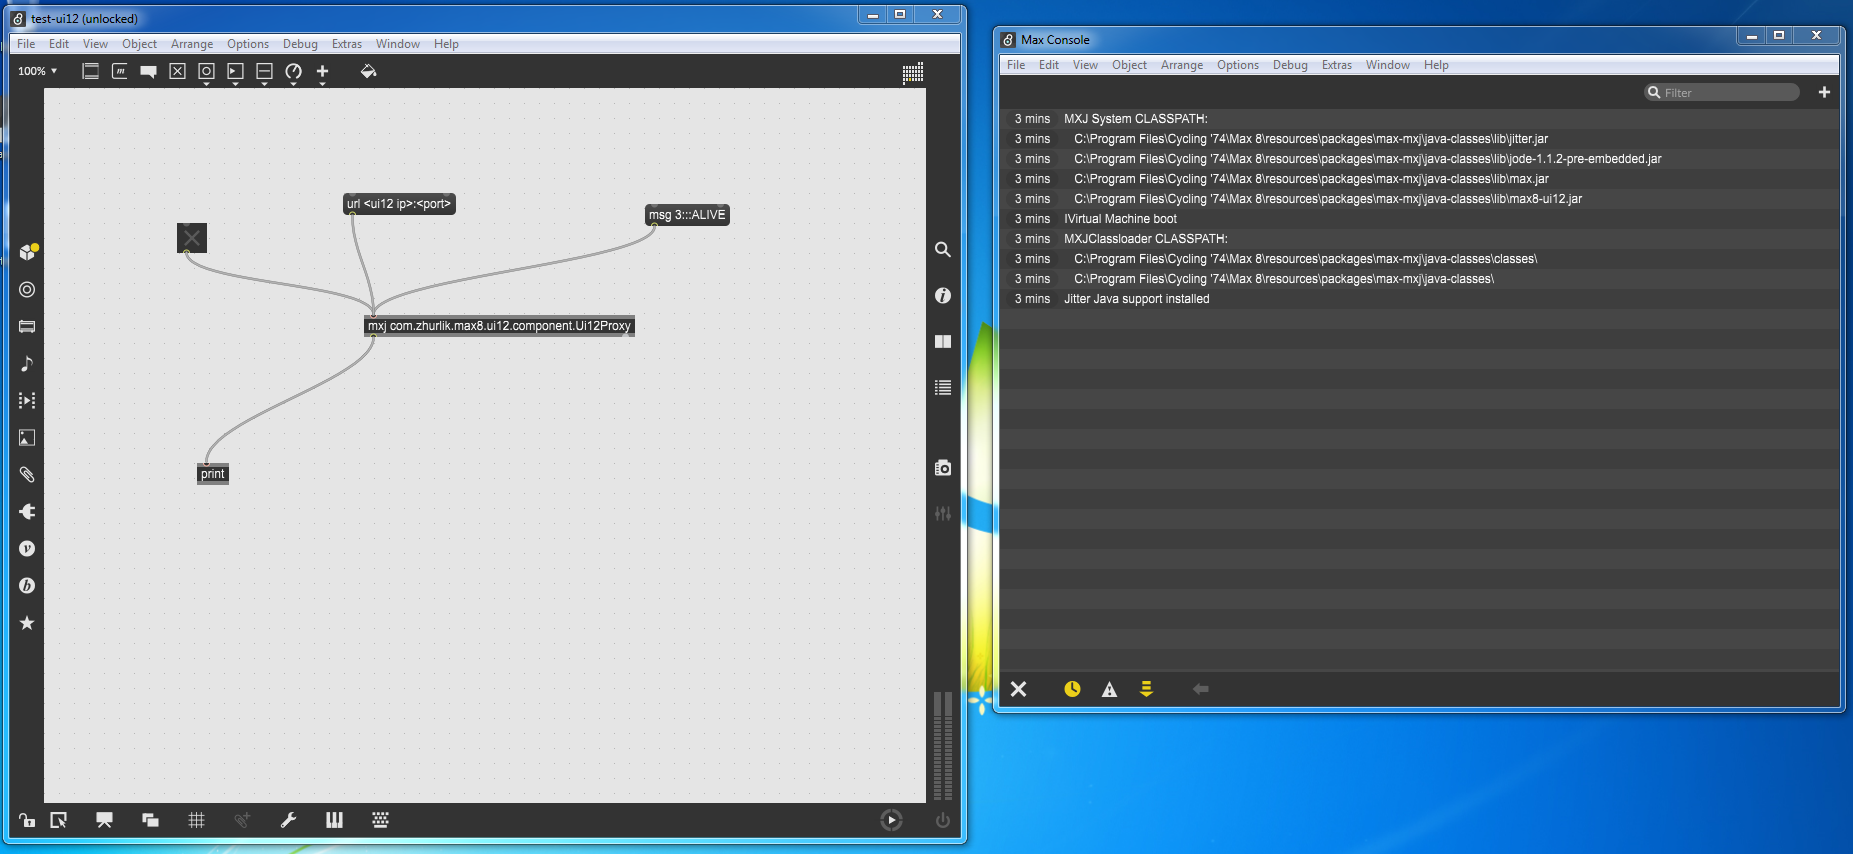 test-ui12 (unlocked)
File Edit View Object Arrange Options Debug Extras Window Help
100%
url <ui12 ip>:<port>
msg 3:::ALIVE
mxj com.zhurlik.max8.ui12.component.Ui12Proxy
print
Max Console
File Edit View Object Arrange Options Debug Extras Window Help
Filter
3 mins MXJ System CLASSPATH:
3 mins C:\Program Files\Cycling '74\Max 8\resources\packages\max-mxj\java-classes\lib\jitter.jar
3 mins C:\Program Files\Cycling '74\Max 8\resources\packages\max-mxj\java-classes\lib\jode-1.1.2-pre-embedded.jar
3 mins C:\Program Files\Cycling '74\Max 8\resources\packages\max-mxj\java-classes\lib\max.jar
3 mins C:\Program Files\Cycling '74\Max 8\resources\packages\max-mxj\java-classes\lib\max8-ui12.jar
3 mins IVirtual Machine boot
3 mins MXJClassloader CLASSPATH:
3 mins C:\Program Files\Cycling '74\Max 8\resources\packages\max-mxj\java-classes\classes\
3 mins C:\Program Files\Cycling '74\Max 8\resources\packages\max-mxj\java-classes\
3 mins Jitter Java support installed